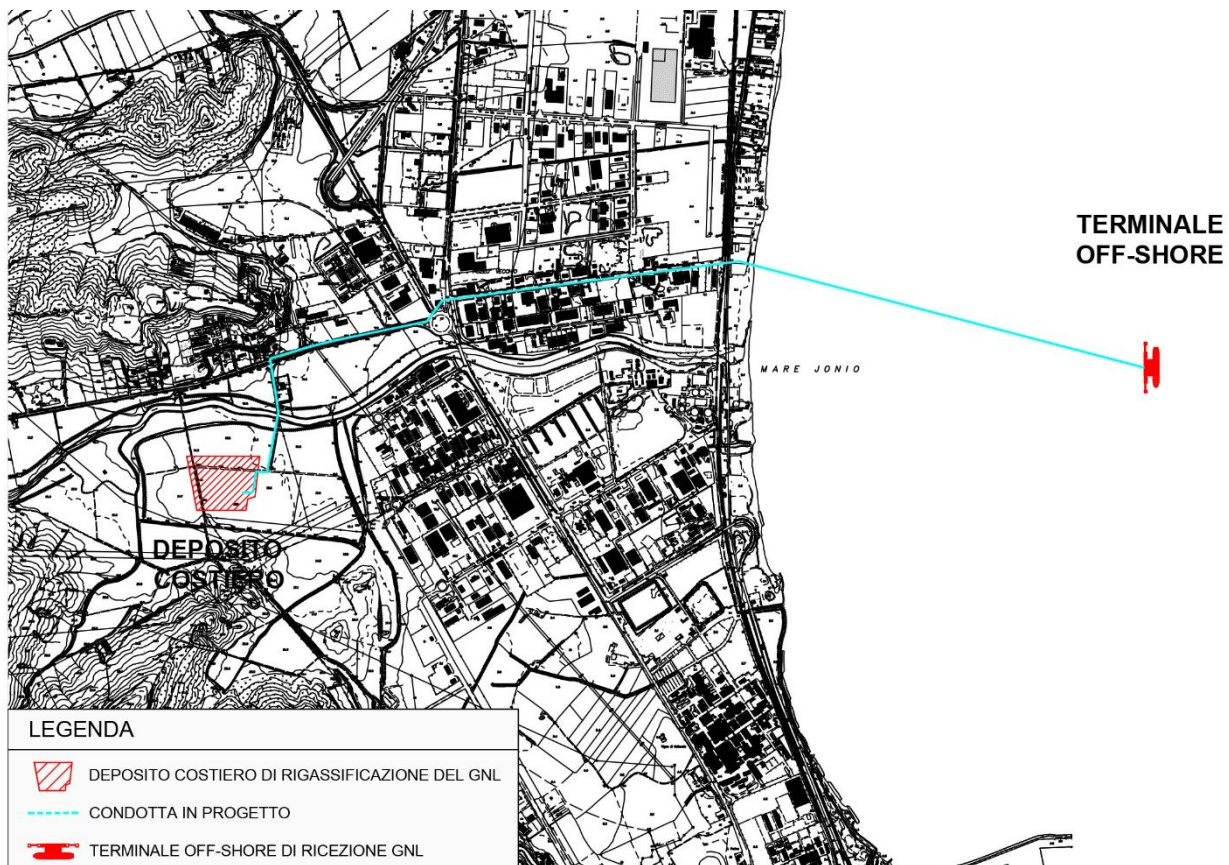 TERMINALE
OFF-SHORE
MARE JONIO
DEPOSITO
COSTIERO
LEGENDA
DEPOSITO COSTIERO DI RIGASSIFICAZIONE DEL GNL
CONDOTTA IN PROGETTO
TERMINALE OFF-SHORE DI RICEZIONE GNL